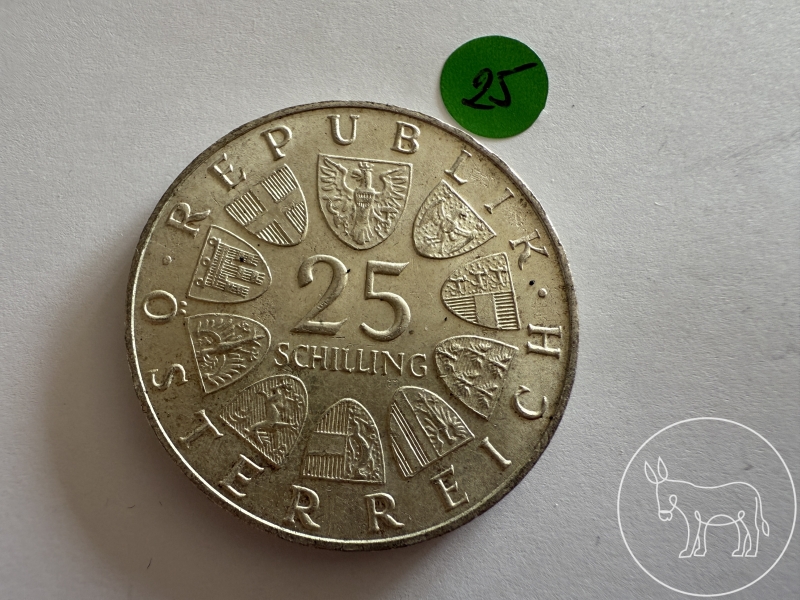 25
REPUBLIK · ÖSTERREICH ·
25
SCHILLING